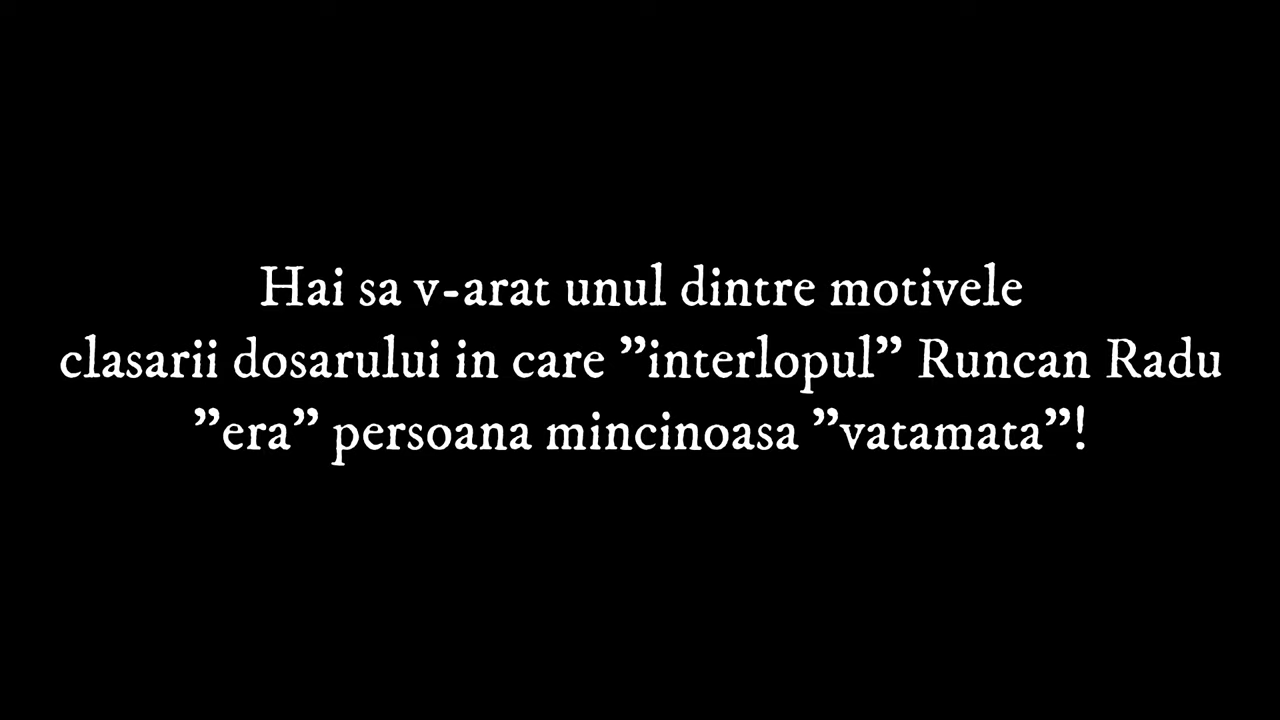 Hai sa v-arat unul dintre motivele
clasarii dosarului in care ”interlopul” Runcan Radu
”era” persoana mincinoasa ”vatamata”!